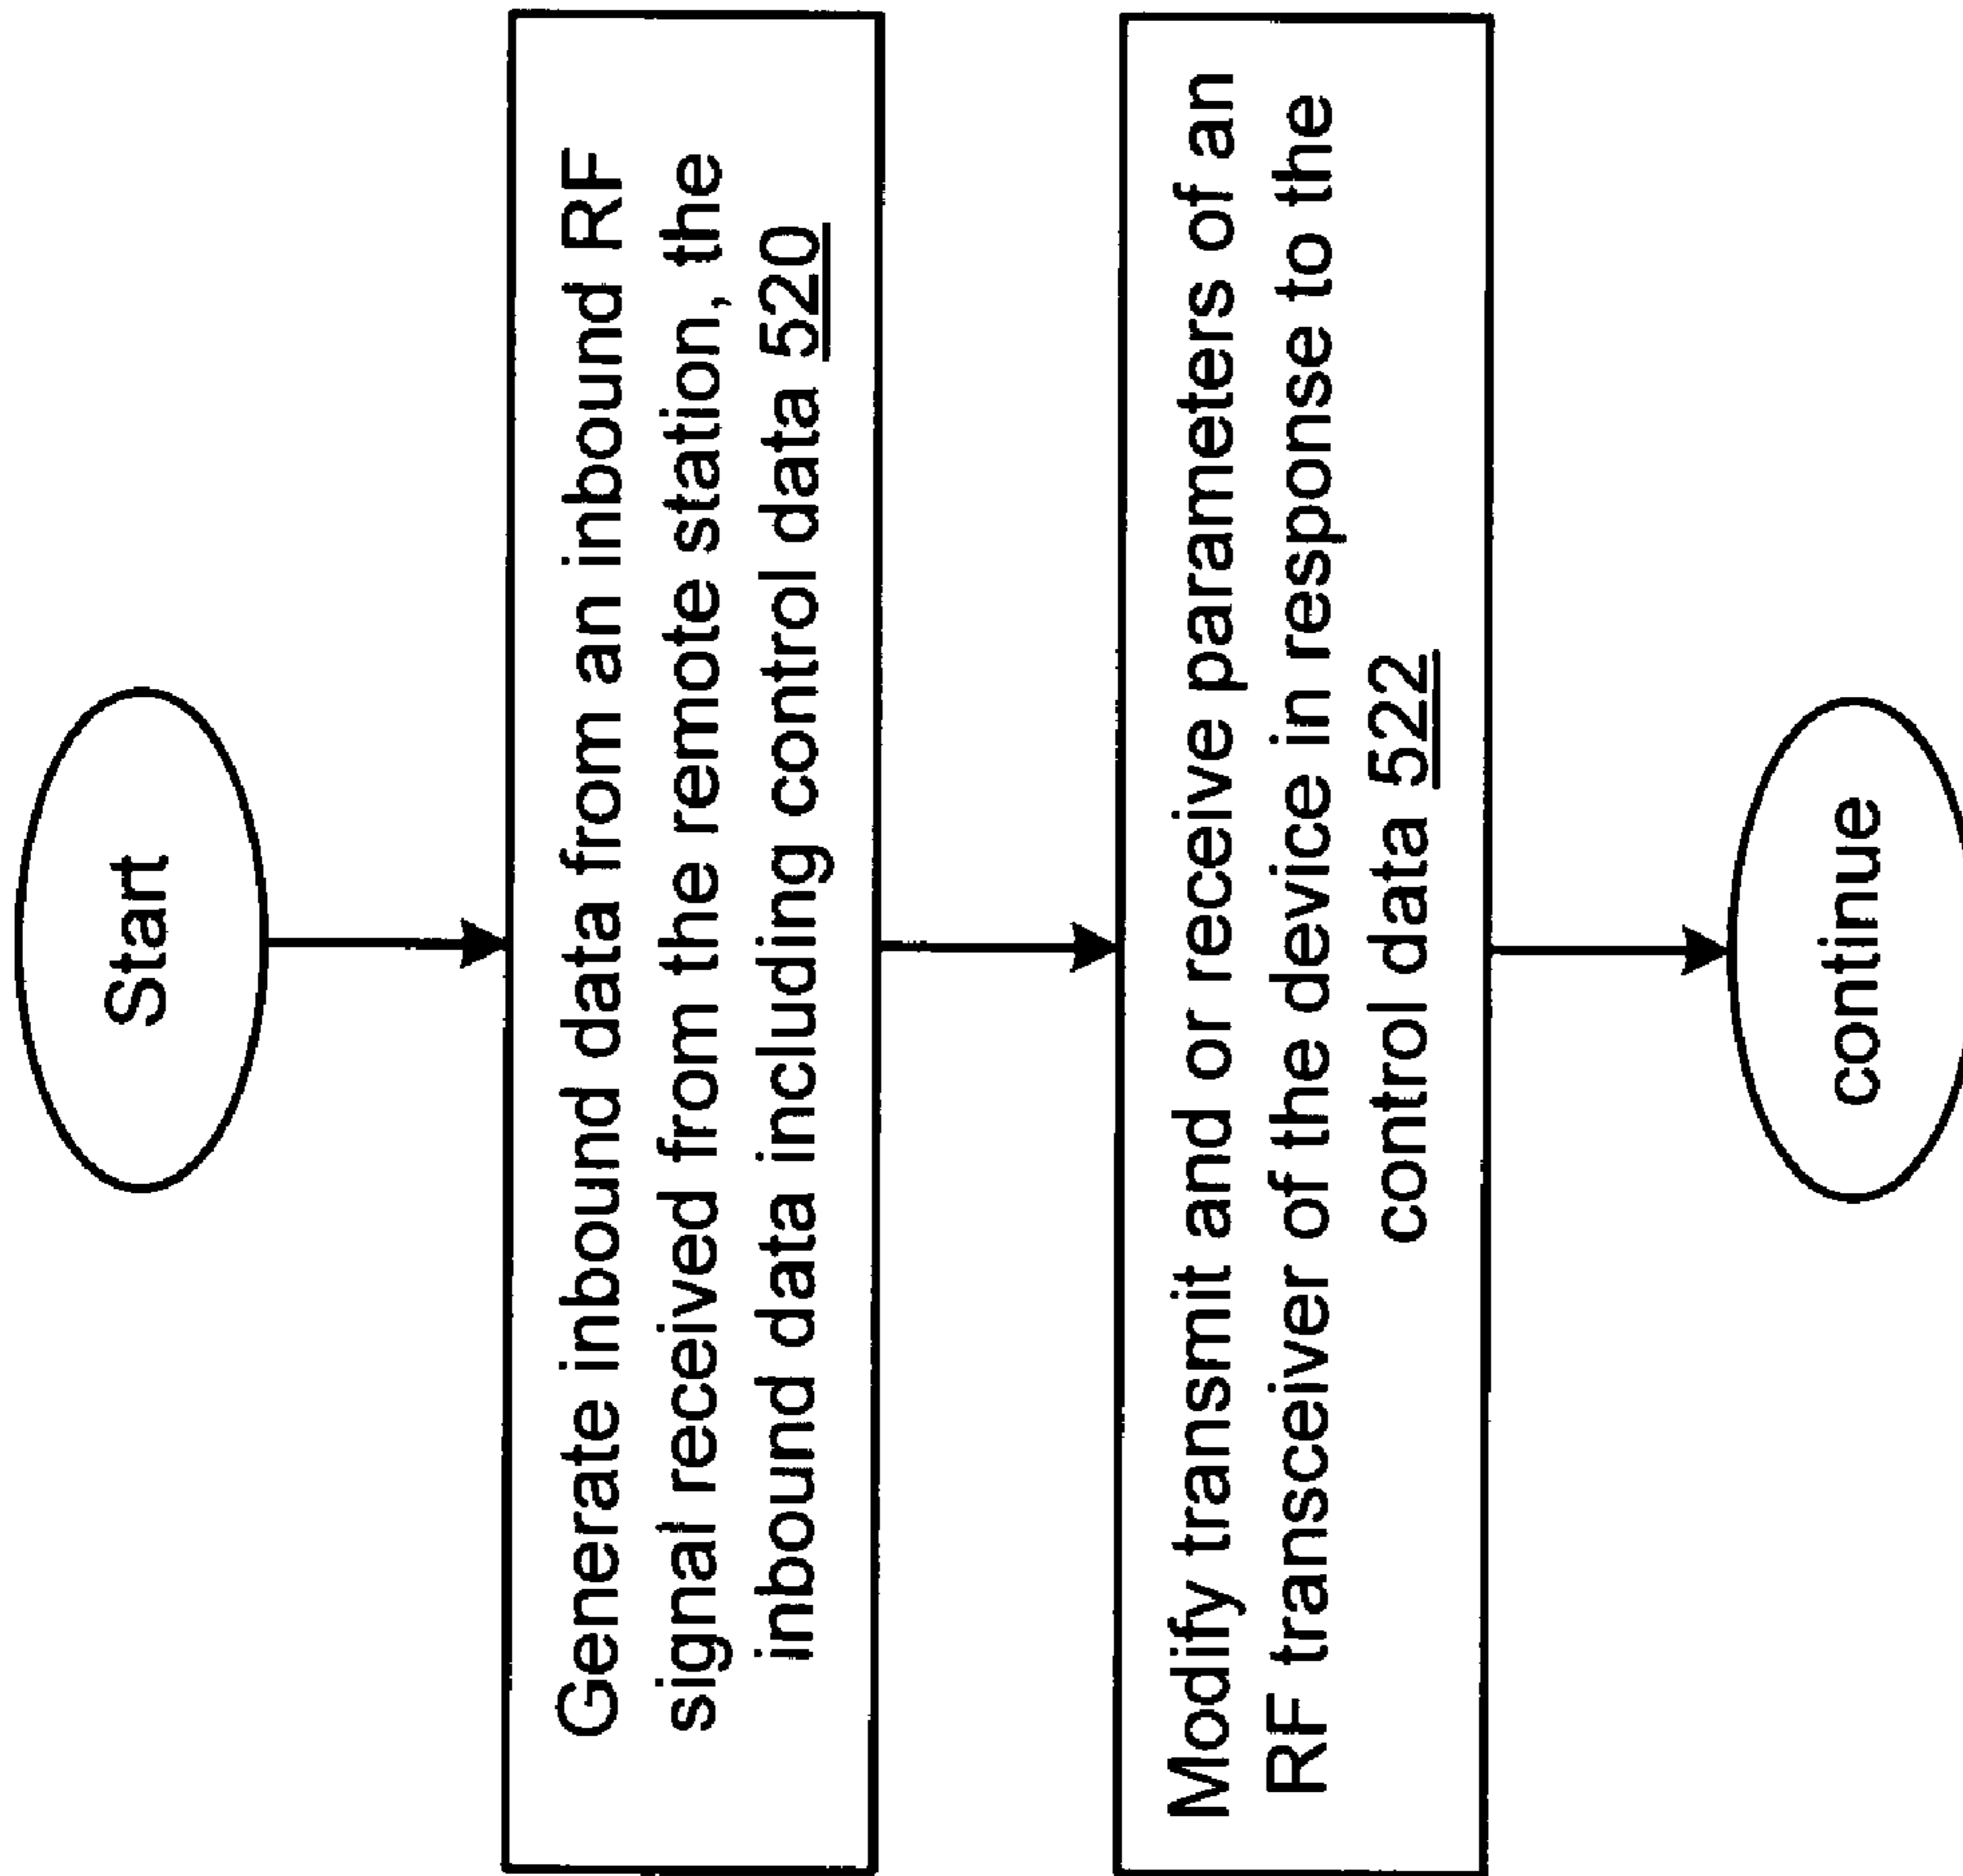 Start
Generate inbound data from an inbound RF
signal received from the remote station, the
inbound data including control data 520
Modify transmit and or receive parameters of an
RF transceiver of the device in response to the
control data 522
continue